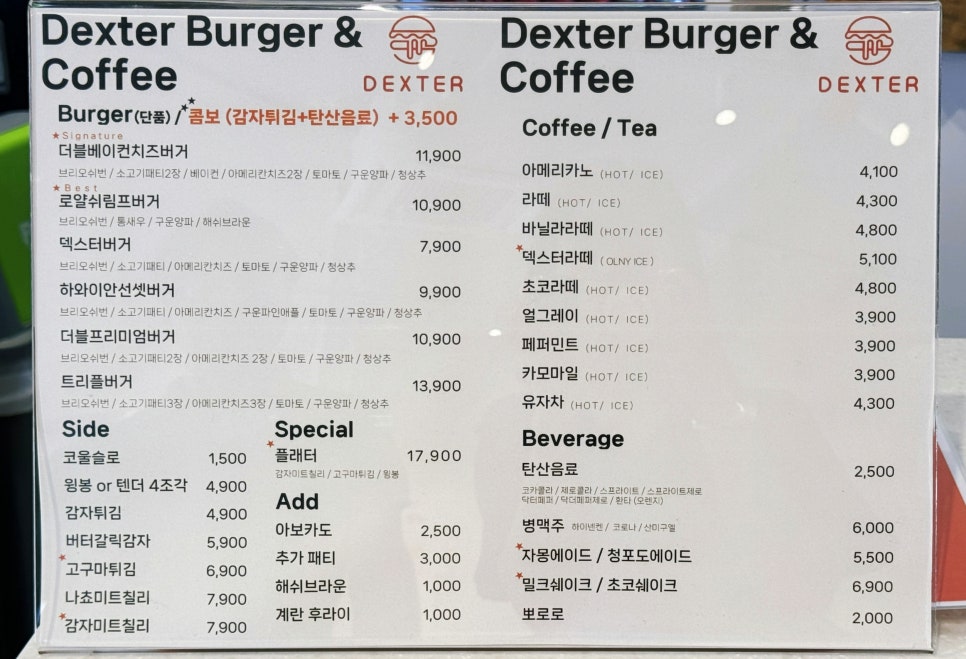 Dexter Burger &
Coffee
DEXTER
Burger(단품) / 콤보 (감자튀김+탄산음료) + 3,500
★Signature
더블베이컨치즈버거 11,900
브리오쉬번 / 소고기패티2장 / 베이컨 / 아메리칸치즈2장 / 토마토 / 구운양파 / 청상추
★Best
로얄쉬림프버거 10,900
브리오쉬번 / 통새우 / 구운양파 / 해쉬브라운
덱스터버거 7,900
브리오쉬번 / 소고기패티 / 아메리칸치즈 / 토마토 / 구운양파 / 청상추
하와이안선셋버거 9,900
브리오쉬번 / 소고기패티 / 아메리칸치즈 / 구운파인애플 / 토마토 / 구운양파 / 청상추
더블프리미엄버거 10,900
브리오쉬번 / 소고기패티2장 / 아메리칸치즈 2장 / 토마토 / 구운양파 / 청상추
트리플버거 13,900
브리오쉬번 / 소고기패티3장 / 아메리칸치즈3장 / 토마토 / 구운양파 / 청상추
Side
코울슬로 1,500
윙봉 or 텐더 4조각 4,900
감자튀김 4,900
버터갈릭감자 5,900
★고구마튀김 6,900
나쵸미트칠리 7,900
★감자미트칠리 7,900
Special
★플래터 17,900
감자미트칠리 / 고구마튀김 / 윙봉
Add
아보카도 2,500
추가 패티 3,000
해쉬브라운 1,000
계란 후라이 1,000
Dexter Burger &
Coffee
DEXTER
Coffee / Tea
아메리카노 (HOT/ ICE) 4,100
라떼 (HOT/ ICE) 4,300
바닐라라떼 (HOT/ ICE) 4,800
★덱스터라떼 (OLNY ICE) 5,100
초코라떼 (HOT/ ICE) 4,800
얼그레이 (HOT/ ICE) 3,900
페퍼민트 (HOT/ ICE) 3,900
카모마일 (HOT/ ICE) 3,900
유자차 (HOT/ ICE) 4,300
Beverage
탄산음료 2,500
코카콜라 / 제로콜라 / 스프라이트 / 스프라이트제로
닥터페퍼 / 닥더페퍼제로 / 환타 (오렌지)
병맥주 하이넨켄 / 코로나 / 산미구엘 6,000
★자몽에이드 / 청포도에이드 5,500
★밀크쉐이크 / 초코쉐이크 6,900
뽀로로 2,000